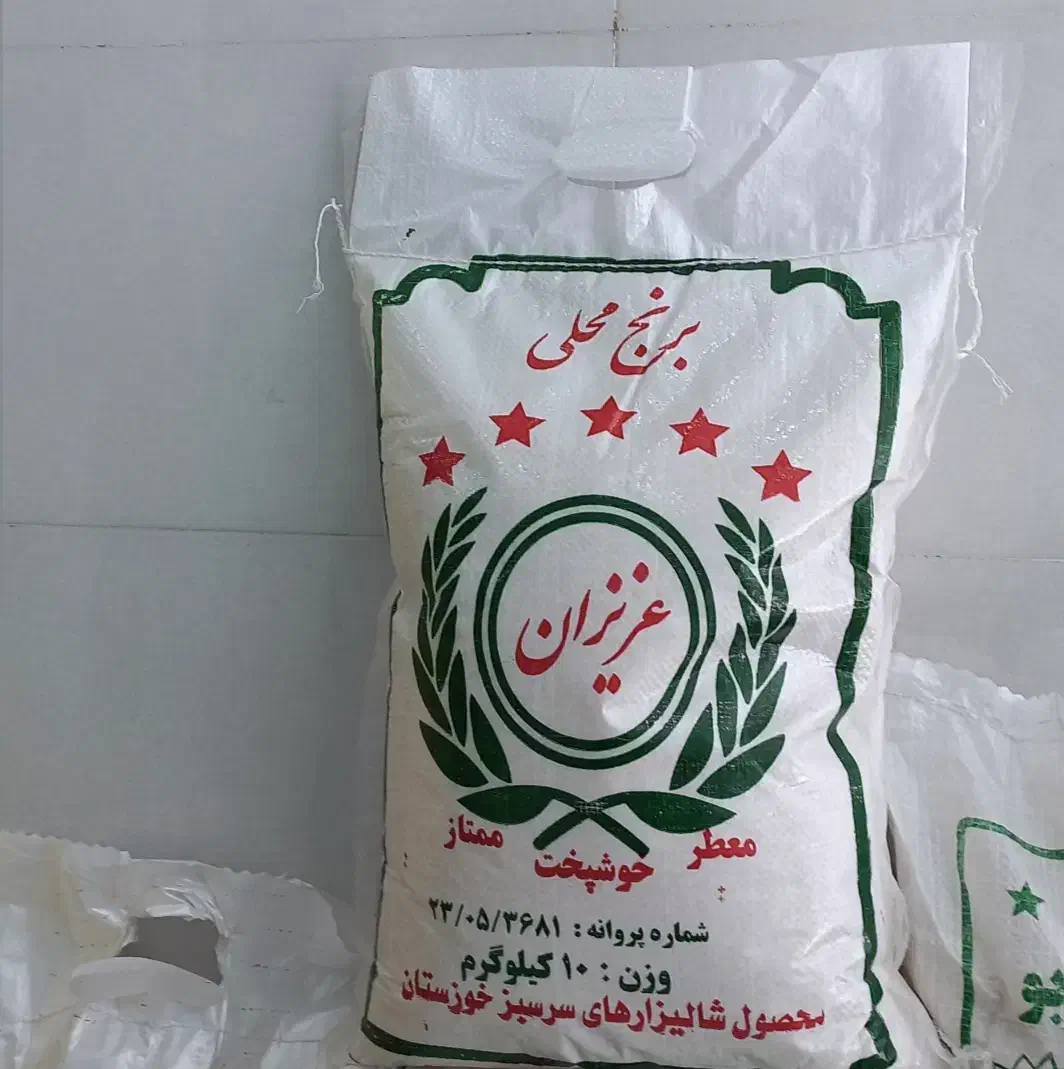 برنج محلی
عزیزان
معطر خوشپخت ممتاز
شماره پروانه : ۲۳/۰۵/۳۶۸۱
وزن : ۱۰ کیلوگرم
محصول شالیزارهای سرسبز خوزستان